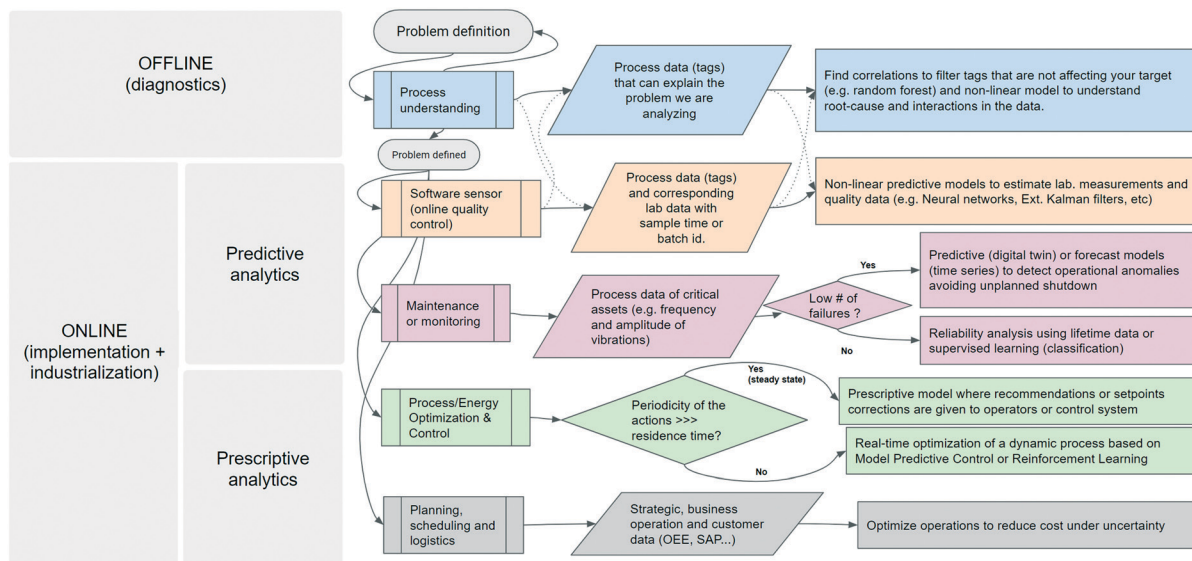 OFFLINE
(diagnostics)
Problem definition
Process
understanding
Process data (tags)
that can explain the
problem we are
analyzing
Find correlations to filter tags that are not affecting your target
(e.g. random forest) and non-linear model to understand
root-cause and interactions in the data.
Problem defined
ONLINE
(implementation +
industrialization)
Predictive
analytics
Software sensor
(online quality
control)
Process data (tags)
and corresponding
lab data with
sample time or
batch id.
Non-linear predictive models to estimate lab. measurements and
quality data (e.g. Neural networks, Ext. Kalman filters, etc)
Maintenance
or monitoring
Process data of critical
assets (e.g. frequency
and amplitude of
vibrations)
Low # of
failures ?
Yes
Predictive (digital twin) or forecast models
(time series) to detect operational anomalies
avoiding unplanned shutdown
No
Reliability analysis using lifetime data or
supervised learning (classification)
Prescriptive
analytics
Process/Energy
Optimization &
Control
Periodicity of the
actions >>>
residence time?
Yes
(steady state)
Prescriptive model where recommendations or setpoints
corrections are given to operators or control system
No
Real-time optimization of a dynamic process based on
Model Predictive Control or Reinforcement Learning
Planning,
scheduling and
logistics
Strategic, business
operation and customer
data (OEE, SAP...)
Optimize operations to reduce cost under uncertainty